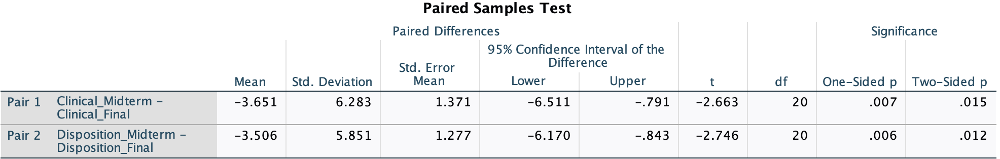 Paired Samples Test
Paired Differences
Significance
95% Confidence Interval of the
Difference
Std. Error
Mean
Mean Std. Deviation Lower Upper t df One-Sided p Two-Sided p
Pair 1 Clinical_Midterm – -3.651 6.283 1.371 -6.511 -.791 -2.663 20 .007 .015
Clinical_Final
Pair 2 Disposition_Midterm – -3.506 5.851 1.277 -6.170 -.843 -2.746 20 .006 .012
Disposition_Final